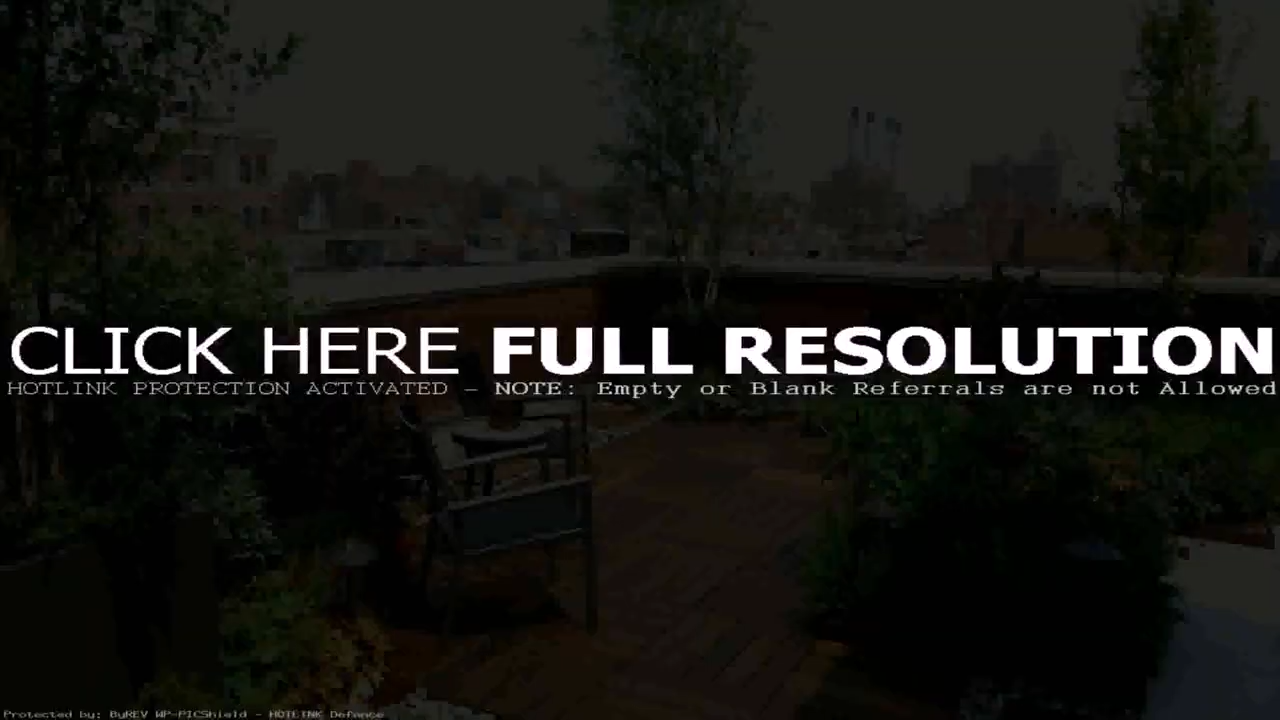 CLICK HERE FULL RESOLUTION
HOTLINK PROTECTION ACTIVATED - NOTE: Empty or Blank Referrals are not Allowed
Protected by: ByREV WP-PICShield - HOTLINK Defance